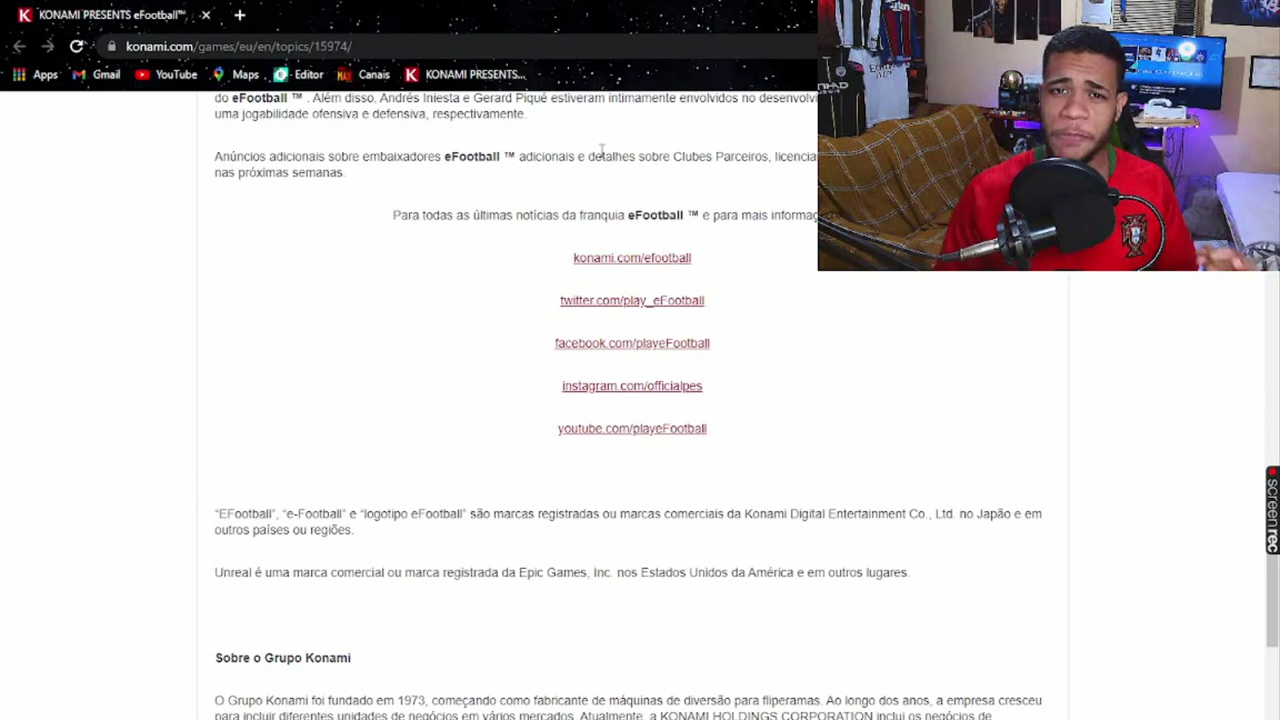 KONAMI PRESENTS eFootball™
konami.com/games/eu/en/topics/15974/
Apps Gmail YouTube Maps Editor Canais KONAMI PRESENTS...
do eFootball ™ . Além disso, Andrés Iniesta e Gerard Piqué estiveram intimamente envolvidos no desenvolvi
uma jogabilidade ofensiva e defensiva, respectivamente.
Anúncios adicionais sobre embaixadores eFootball ™ adicionais e detalhes sobre Clubes Parceiros, licencia
nas próximas semanas.
Para todas as últimas notícias da franquia eFootball ™ e para mais informaç
konami.com/efootball
twitter.com/play_eFootball
facebook.com/playeFootball
instagram.com/officialpes
youtube.com/playeFootball
“EFootball”, “e-Football” e “logotipo eFootball” são marcas registradas ou marcas comerciais da Konami Digital Entertainment Co., Ltd. no Japão e em
outros países ou regiões.
Unreal é uma marca comercial ou marca registrada da Epic Games, Inc. nos Estados Unidos da América e em outros lugares.
Sobre o Grupo Konami
O Grupo Konami foi fundado em 1973, começando como fabricante de máquinas de diversão para fliperamas. Ao longo dos anos, a empresa cresceu
para incluir diferentes unidades de negócios em vários mercados. Atualmente, a KONAMI HOLDINGS CORPORATION inclui os negócios de
screenrec